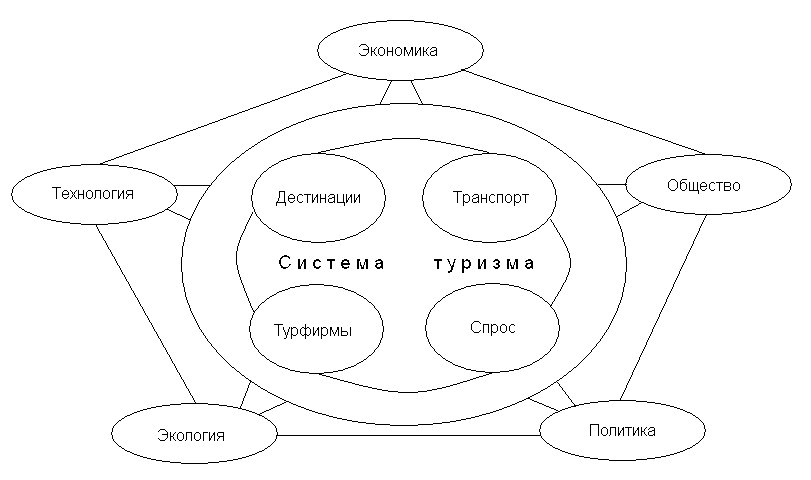 Экономика
Технология
Общество
Дестинации
Транспорт
Система туризма
Турфирмы
Спрос
Экология
Политика